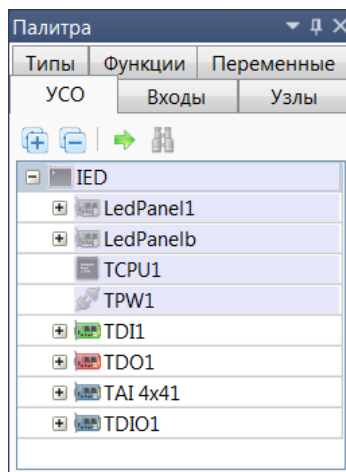 Палитра
Типы Функции Переменные
УСО Входы Узлы
IED
LedPanel1
LedPanelb
TCPU1
TPW1
TDI1
TDO1
TAI 4x41
TDIO1